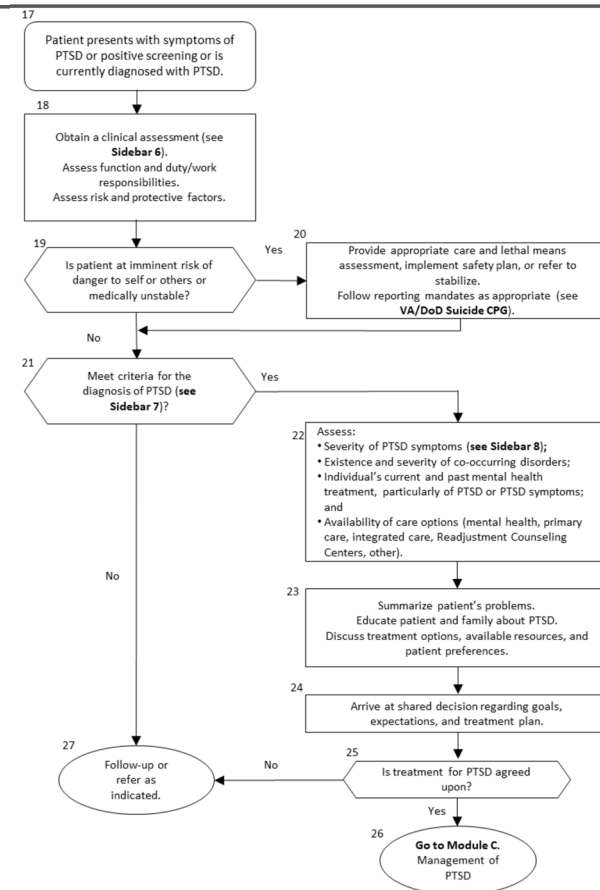 17
Patient presents with symptoms of
PTSD or positive screening or is
currently diagnosed with PTSD.
18
Obtain a clinical assessment (see
Sidebar 6).
Assess function and duty/work
responsibilities.
Assess risk and protective factors.
19
Is patient at imminent risk of
danger to self or others or
medically unstable?
Yes
20
Provide appropriate care and lethal means
assessment, implement safety plan, or refer to
stabilize.
Follow reporting mandates as appropriate (see
VA/DoD Suicide CPG).
No
21
Meet criteria for the
diagnosis of PTSD (see
Sidebar 7)?
Yes
22
Assess:
• Severity of PTSD symptoms (see Sidebar 8);
• Existence and severity of co-occurring disorders;
• Individual's current and past mental health
treatment, particularly of PTSD or PTSD symptoms;
and
• Availability of care options (mental health, primary
care, integrated care, Readjustment Counseling
Centers, other).
No
23
Summarize patient's problems.
Educate patient and family about PTSD.
Discuss treatment options, available resources, and
patient preferences.
24
Arrive at shared decision regarding goals,
expectations, and treatment plan.
25
Is treatment for PTSD agreed
upon?
No
27
Follow-up or
refer as
indicated.
Yes
26
Go to Module C.
Management of
PTSD